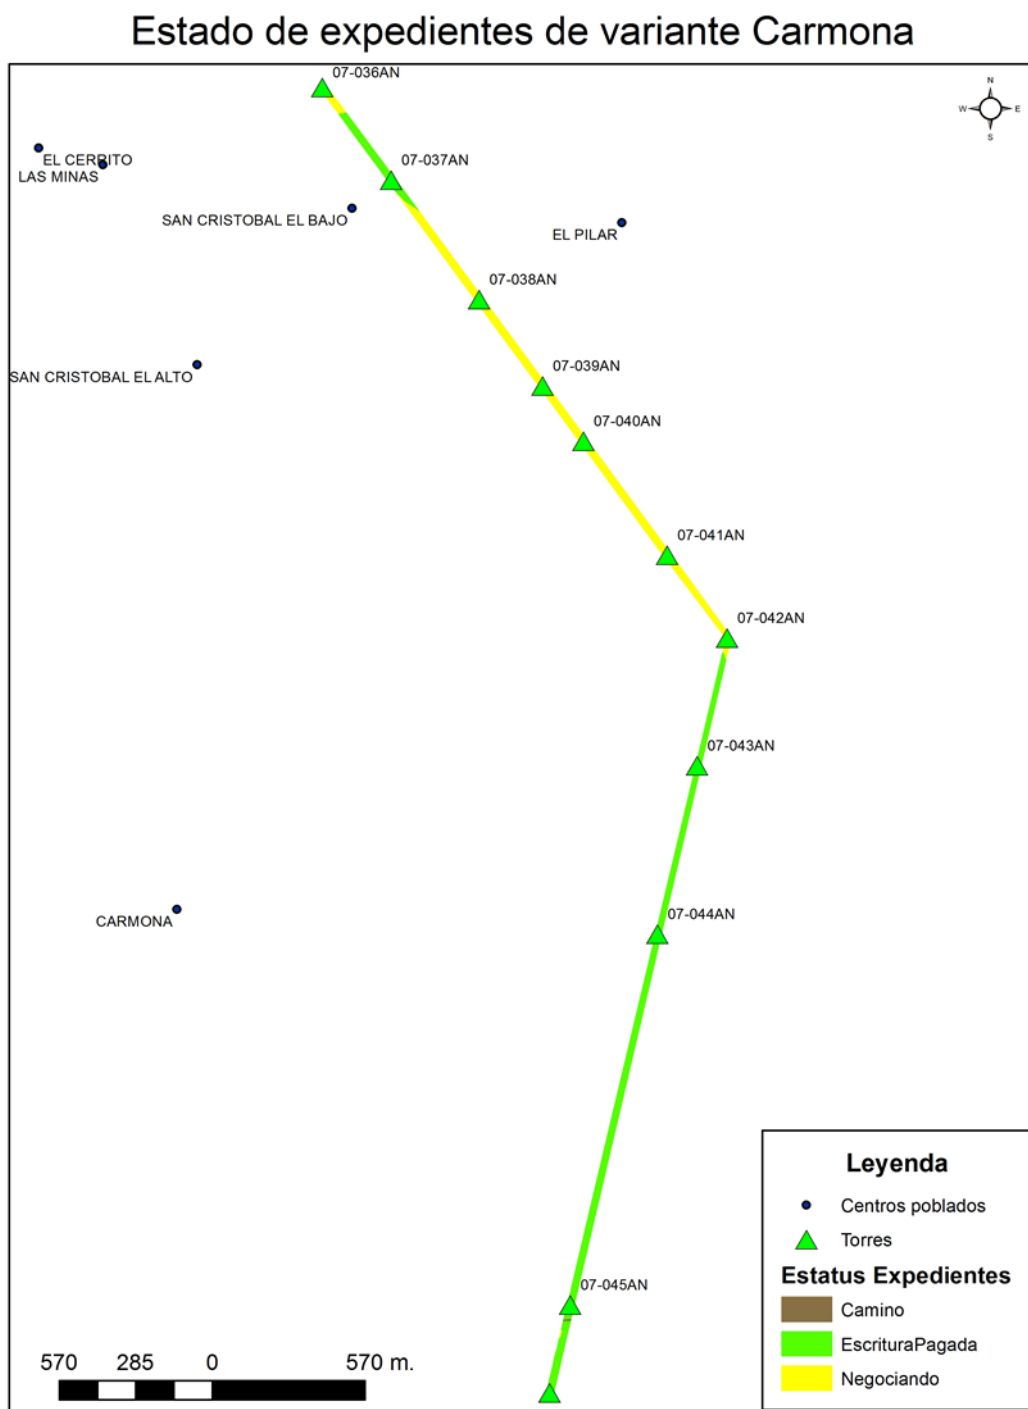 Estado de expedientes de variante Carmona
07-036AN
N
W E
S
EL CERRITO
LAS MINAS
07-037AN
SAN CRISTOBAL EL BAJO
EL PILAR
07-038AN
SAN CRISTOBAL EL ALTO
07-039AN
07-040AN
07-041AN
07-042AN
07-043AN
CARMONA
07-044AN
07-045AN
Leyenda
Centros poblados
Torres
Estatus Expedientes
Camino
EscrituraPagada
Negociando
570 285 0 570 m.